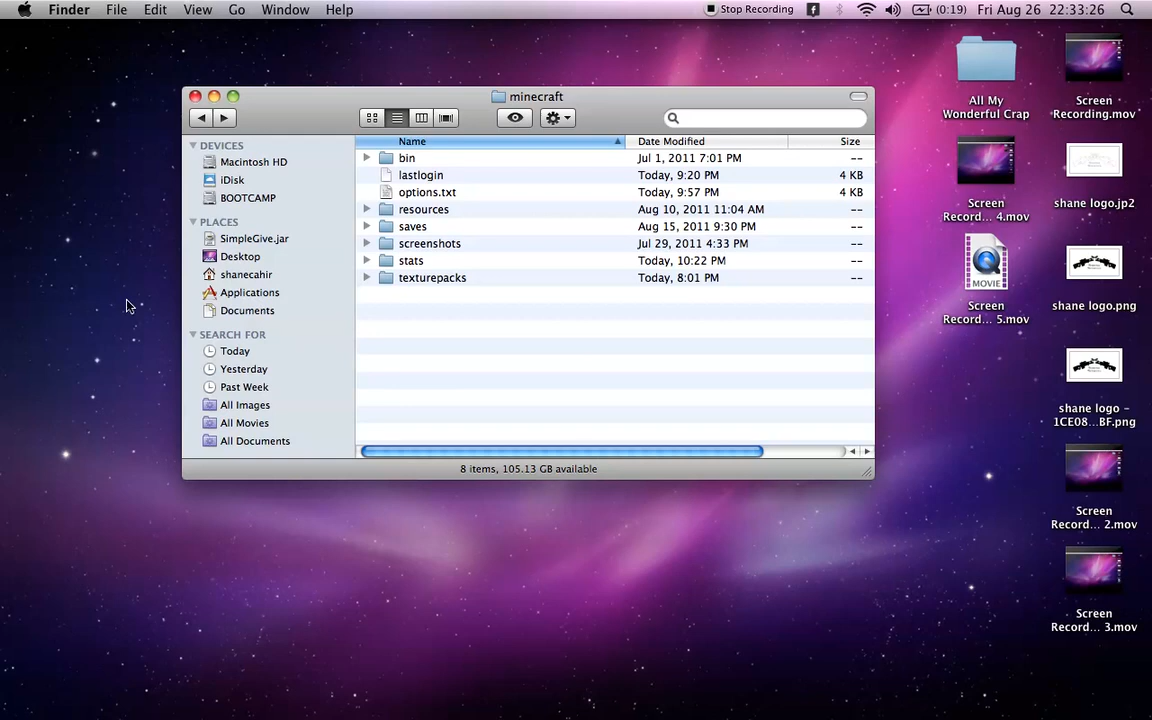 Finder File Edit View Go Window Help
Stop Recording (0:19) Fri Aug 26 22:33:26
minecraft
DEVICES
Macintosh HD
iDisk
BOOTCAMP
PLACES
SimpleGive.jar
Desktop
shanecahir
Applications
Documents
SEARCH FOR
Today
Yesterday
Past Week
All Images
All Movies
All Documents
Name Date Modified Size
bin Jul 1, 2011 7:01 PM --
lastlogin Today, 9:20 PM 4 KB
options.txt Today, 9:57 PM 4 KB
resources Aug 10, 2011 11:04 AM --
saves Aug 15, 2011 9:30 PM --
screenshots Jul 29, 2011 4:33 PM --
stats Today, 10:22 PM --
texturepacks Today, 8:01 PM --
8 items, 105.13 GB available
All My
Wonderful Crap
Screen
Record... 4.mov
MOVIE
Screen
Record... 5.mov
Screen
Recording.mov
shane logo.jp2
shane logo.png
shane logo -
1CE08...BF.png
Screen
Record... 2.mov
Screen
Record... 3.mov